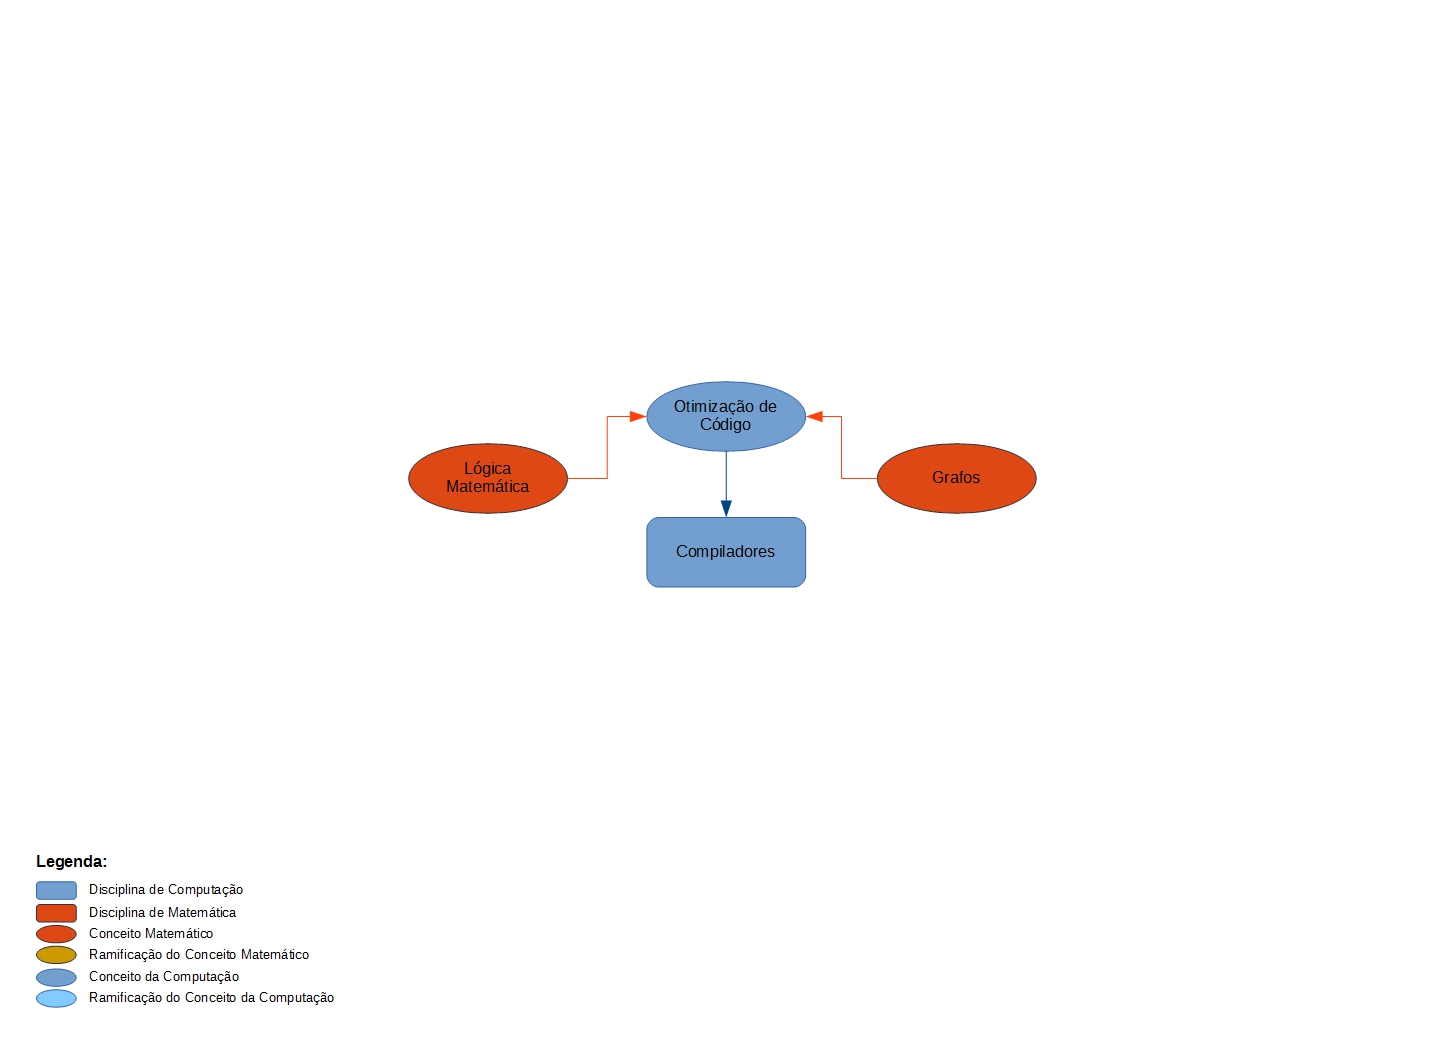 Otimização de
Código
Lógica
Matemática
Grafos
Compiladores
Legenda:
Disciplina de Computação
Disciplina de Matemática
Conceito Matemático
Ramificação do Conceito Matemático
Conceito da Computação
Ramificação do Conceito da Computação